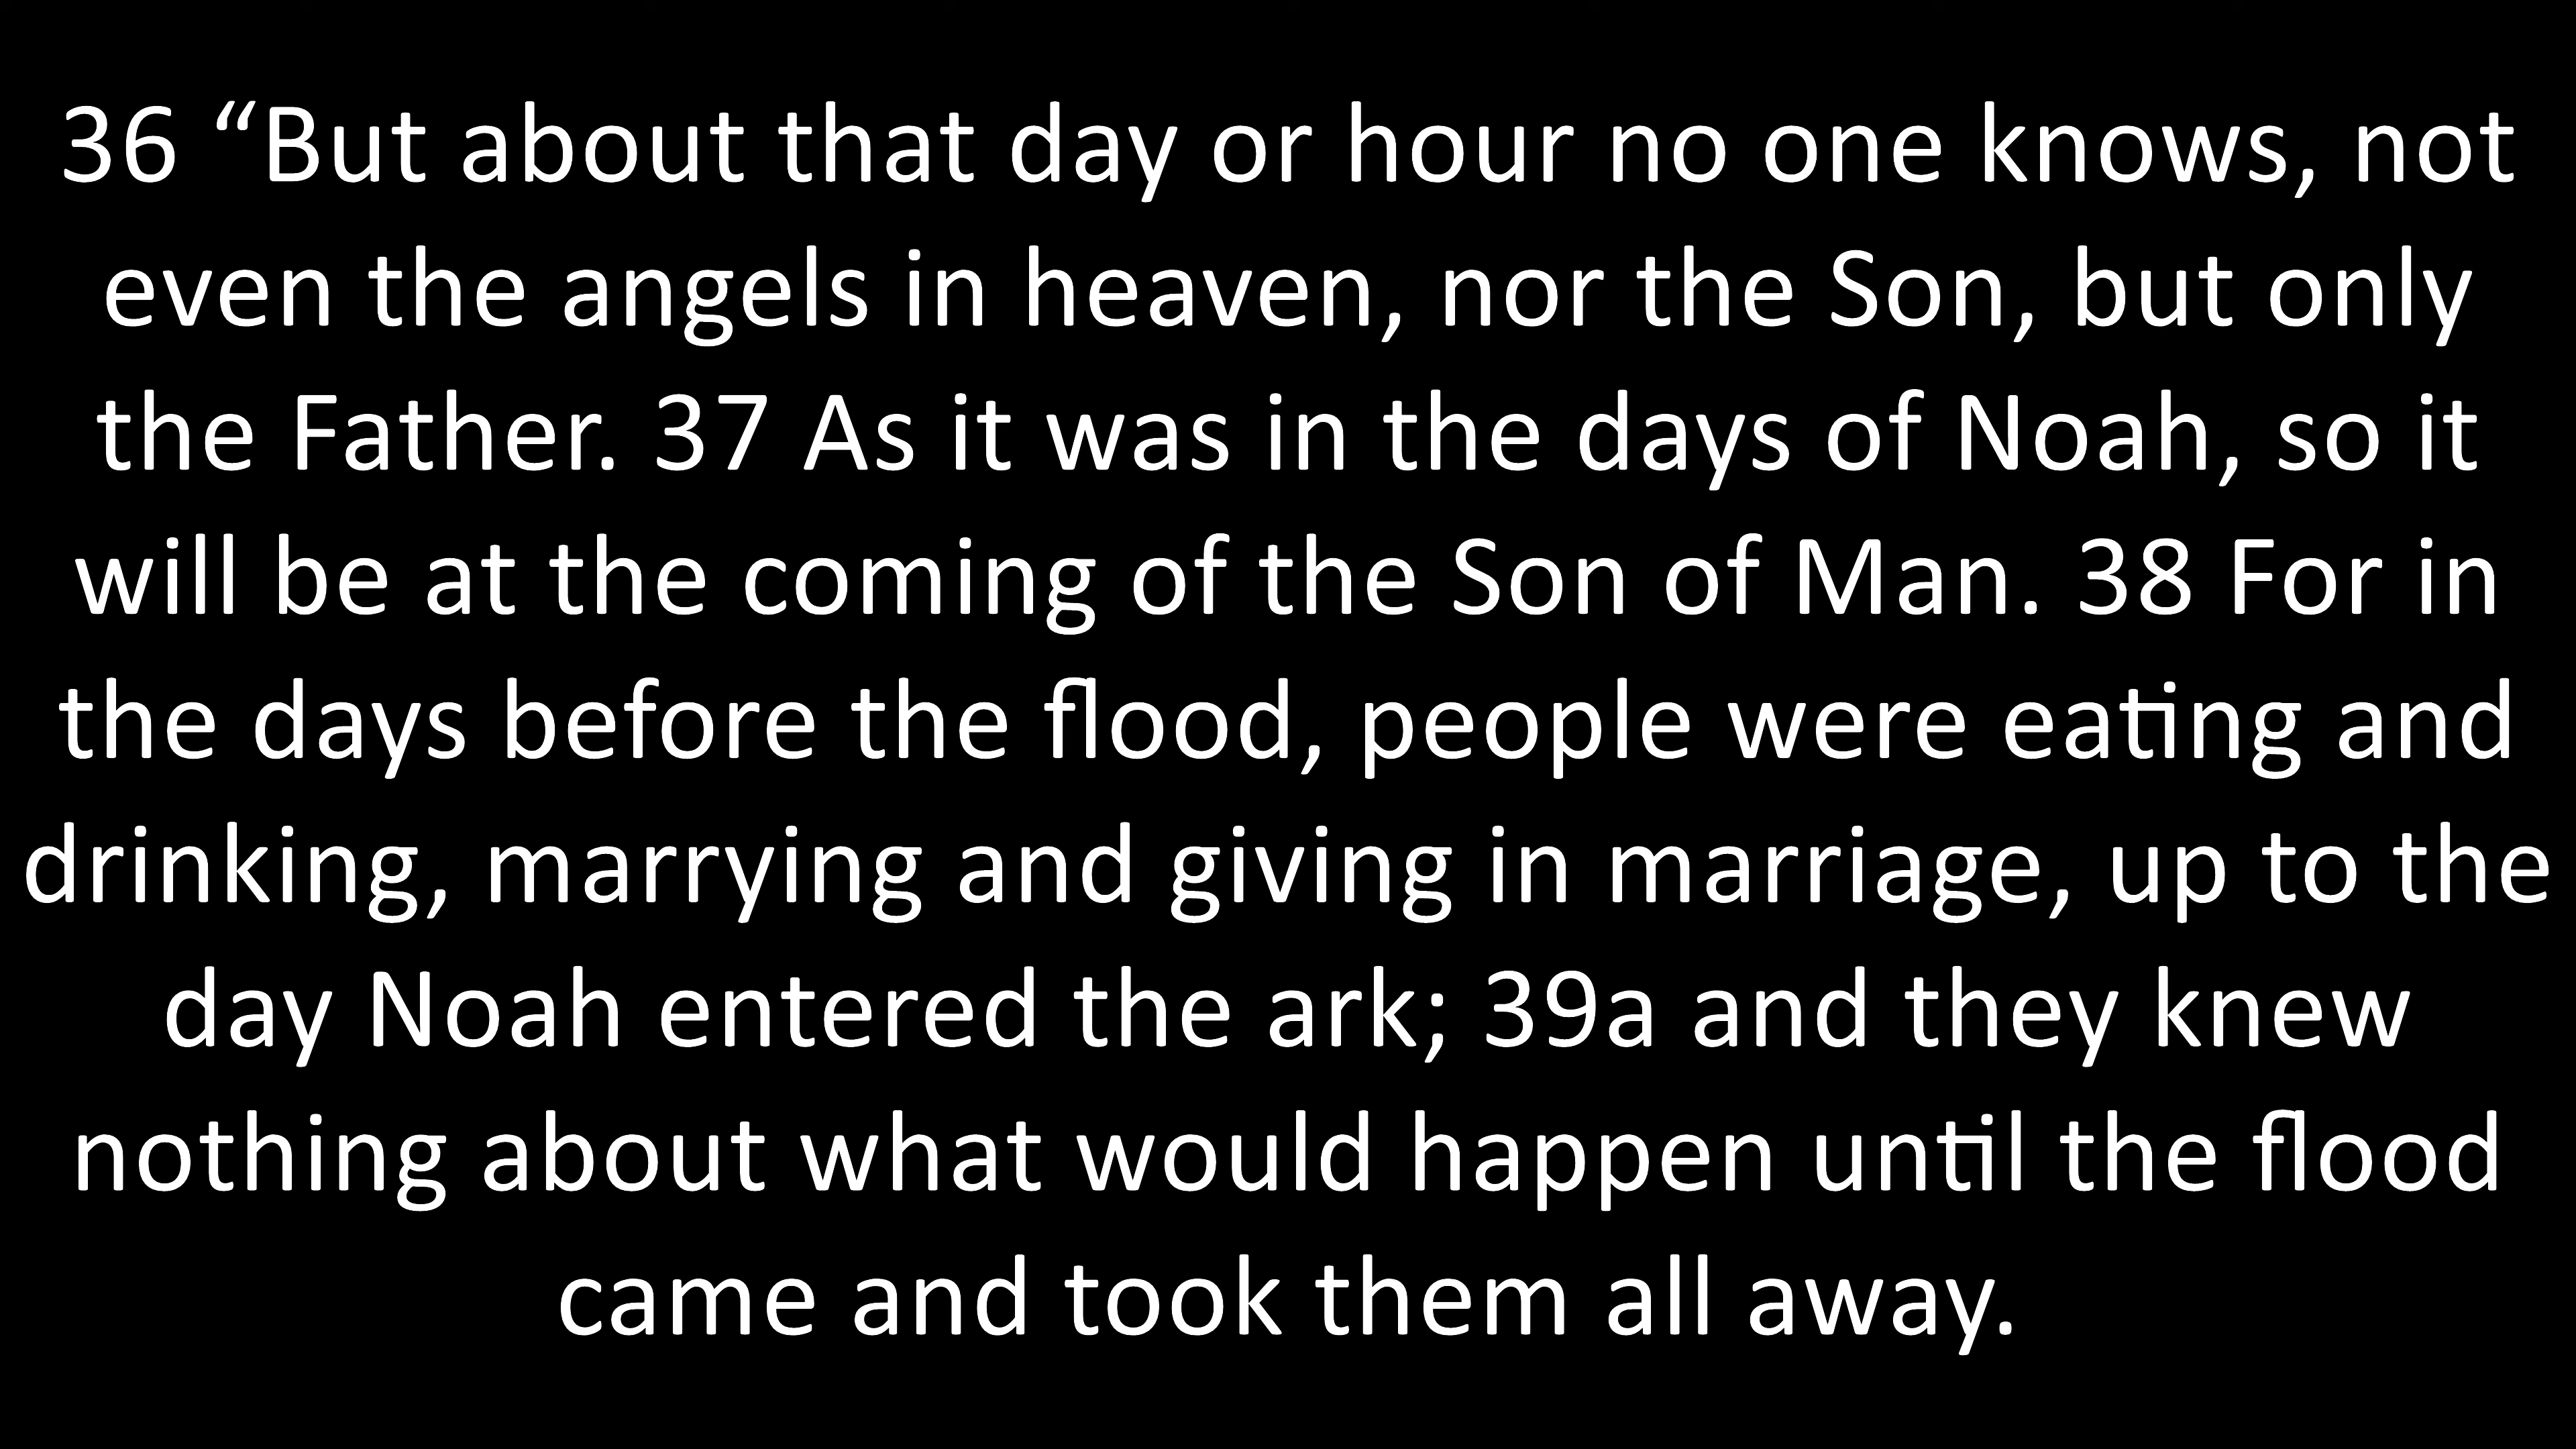 36 “But about that day or hour no one knows, not
even the angels in heaven, nor the Son, but only
the Father. 37 As it was in the days of Noah, so it
will be at the coming of the Son of Man. 38 For in
the days before the flood, people were eating and
drinking, marrying and giving in marriage, up to the
day Noah entered the ark; 39a and they knew
nothing about what would happen until the flood
came and took them all away.